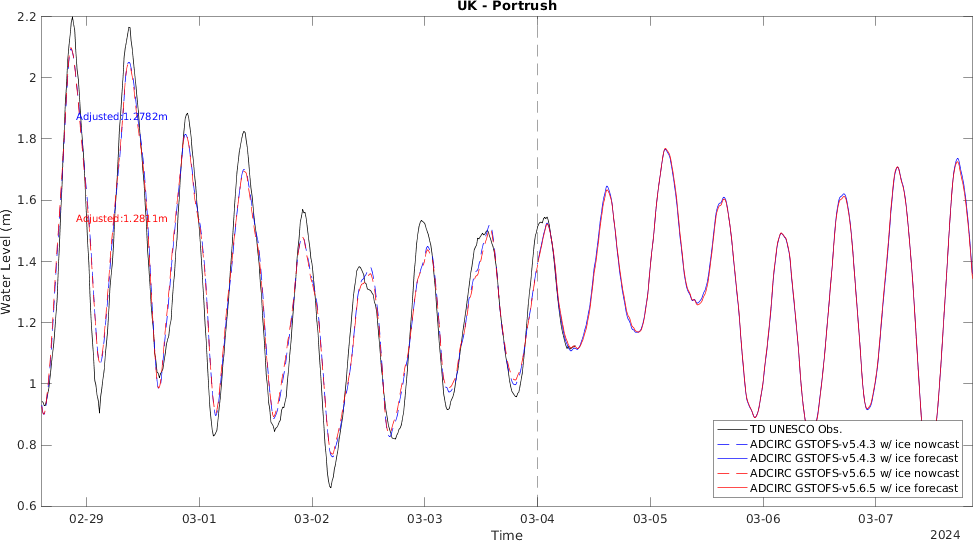 UK - Portrush
2.2
2
1.8
1.6
1.4
1.2
1
0.8
0.6
Water Level (m)
Adjusted:1.2782m
Adjusted:1.2811m
TD UNESCO Obs.
ADCIRC GSTOFS-v5.4.3 w/ ice nowcast
ADCIRC GSTOFS-v5.4.3 w/ ice forecast
ADCIRC GSTOFS-v5.6.5 w/ ice nowcast
ADCIRC GSTOFS-v5.6.5 w/ ice forecast
02-29 03-01 03-02 03-03 03-04 03-05 03-06 03-07
Time
2024